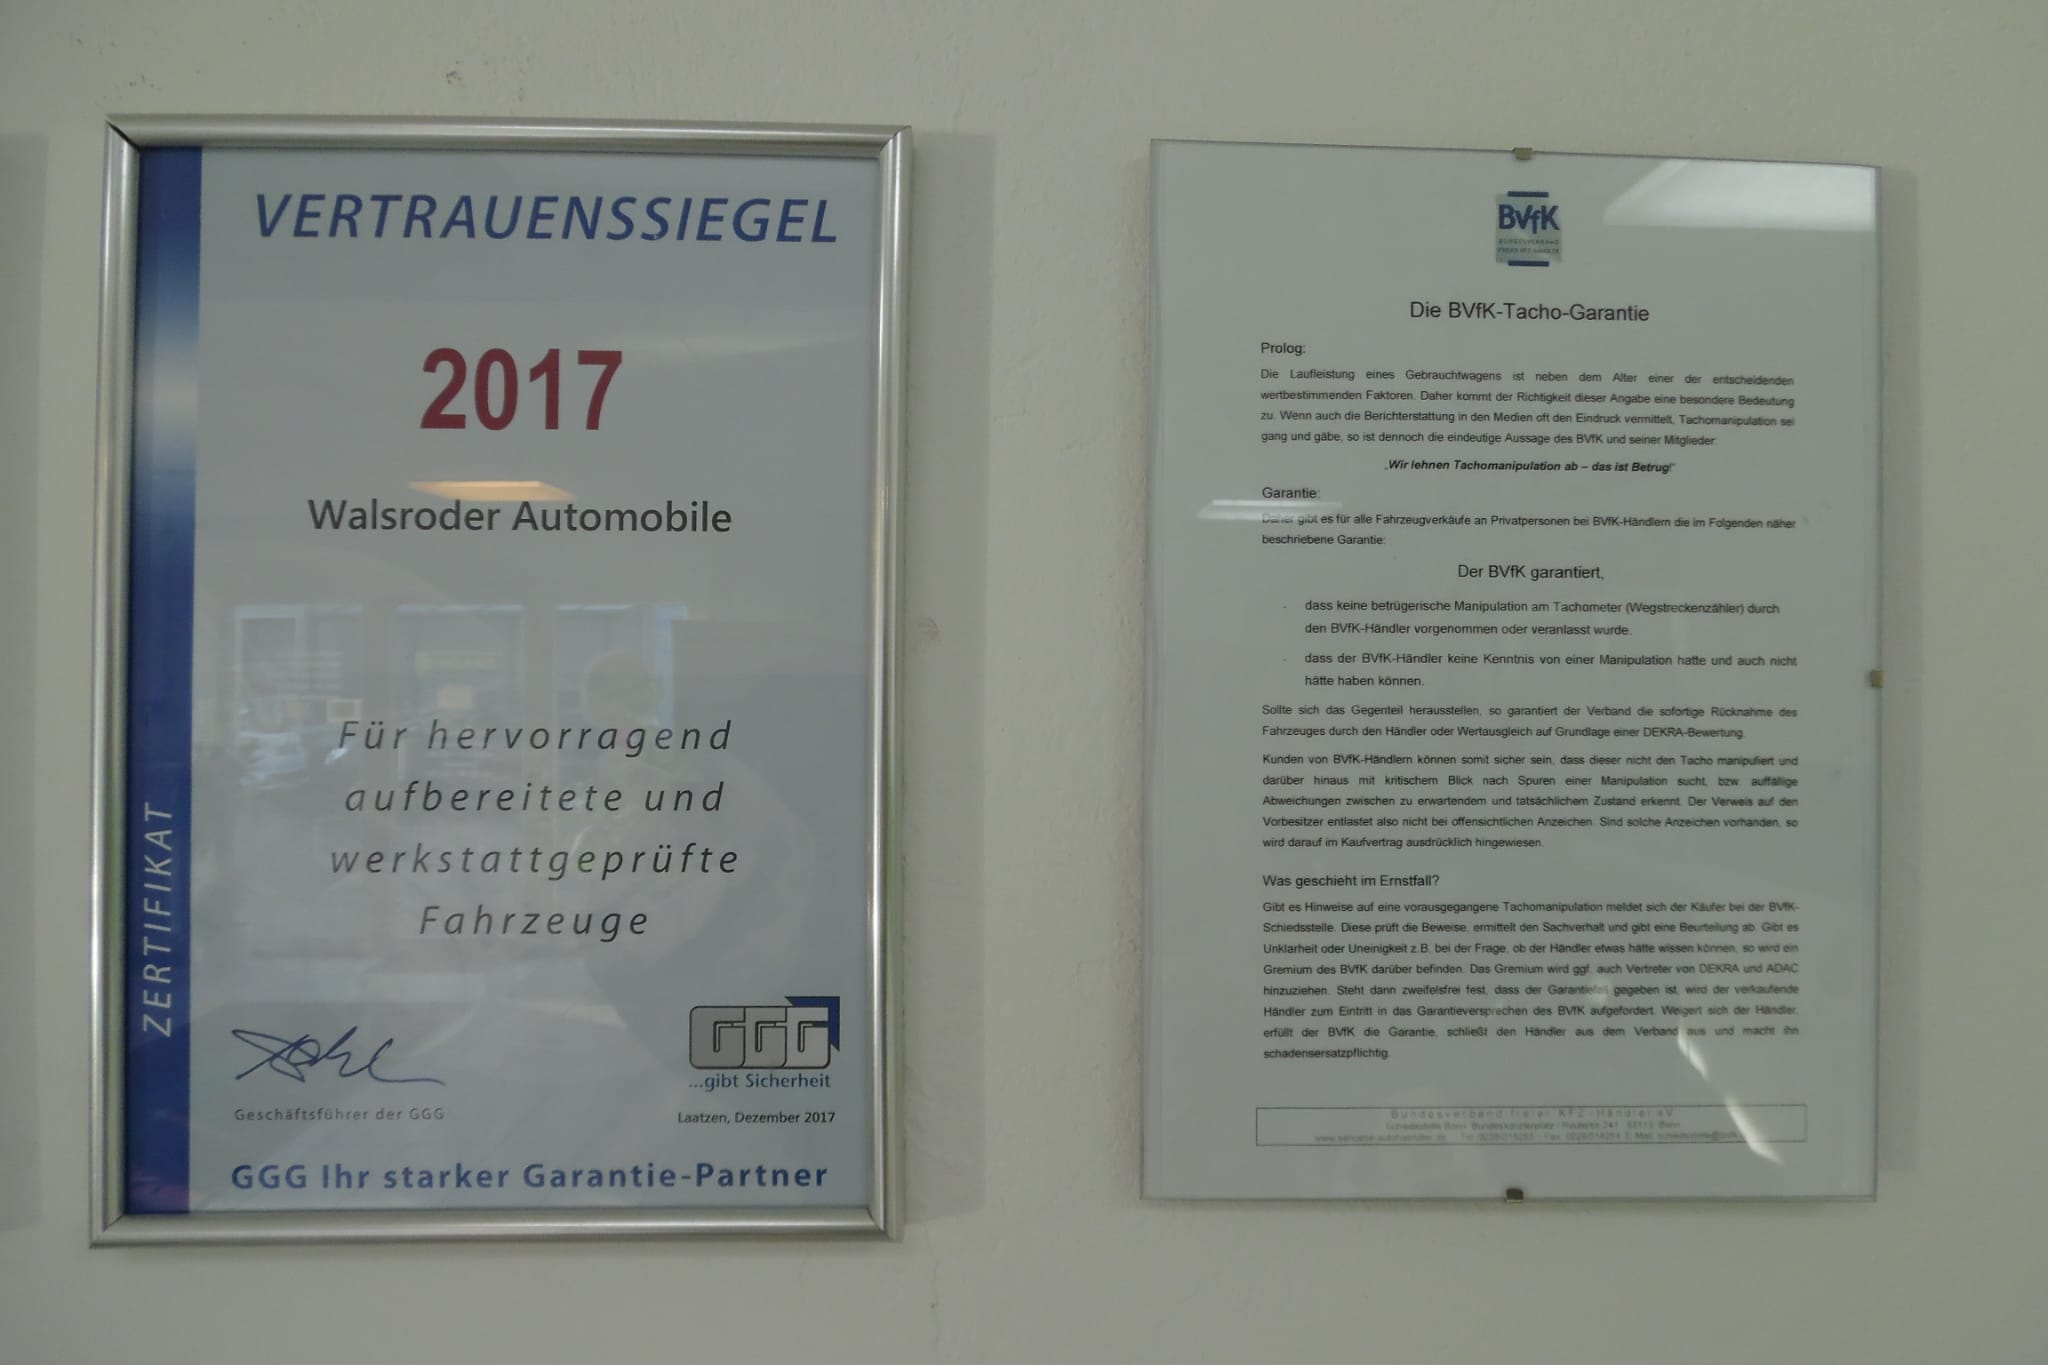 VERTRAUENSSIEGEL
2017
Walsroder Automobile
Für hervorragend
aufbereitete und
werkstattgeprüfte
Fahrzeuge
ZERTIFIKAT
GGG
...gibt Sicherheit
Geschäftsführer der GGG
Laatzen, Dezember 2017
GGG Ihr starker Garantie-Partner
BVfK
BUNDESVERBAND
Die BVfK-Tacho-Garantie
Prolog:
Die Laufleistung eines Gebrauchtwagens ist neben dem Alter einer der entscheidenden
wertbestimmenden Faktoren. Daher kommt der Richtigkeit dieser Angabe eine besondere Bedeutung
zu. Wenn auch die Berichterstattung in den Medien oft den Eindruck vermittelt, Tachomanipulation sei
gang und gäbe, so ist dennoch die eindeutige Aussage des BVfK und seiner Mitglieder:
„Wir lehnen Tachomanipulation ab – das ist Betrug!“
Garantie:
Daher gibt es für alle Fahrzeugverkäufe an Privatpersonen bei BVfK-Händlern die im Folgenden näher
beschriebene Garantie:
Der BVfK garantiert,
- dass keine betrügerische Manipulation am Tachometer (Wegstreckenzähler) durch
den BVfK-Händler vorgenommen oder veranlasst wurde.
- dass der BVfK-Händler keine Kenntnis von einer Manipulation hatte und auch nicht
hätte haben können.
Sollte sich das Gegenteil herausstellen, so garantiert der Verband die sofortige Rücknahme des
Fahrzeuges durch den Händler oder Wertausgleich auf Grundlage einer DEKRA-Bewertung.
Kunden von BVfK-Händlern können somit sicher sein, dass dieser nicht den Tacho manipuliert und
darüber hinaus mit kritischem Blick nach Spuren einer Manipulation sucht, bzw. auffällige
Abweichungen zwischen zu erwartendem und tatsächlichem Zustand erkennt. Der Verweis auf den
Vorbesitzer entlastet also nicht bei offensichtlichen Anzeichen. Sind solche Anzeichen vorhanden, so
wird darauf im Kaufvertrag ausdrücklich hingewiesen.
Was geschieht im Ernstfall?
Gibt es Hinweise auf eine vorausgegangene Tachomanipulation meldet sich der Käufer bei der BVfK-
Schiedsstelle. Diese prüft die Beweise, ermittelt den Sachverhalt und gibt eine Beurteilung ab. Gibt es
Unklarheit oder Uneinigkeit z.B. bei der Frage, ob der Händler etwas hätte wissen können, so wird ein
Gremium des BVfK darüber befinden. Das Gremium wird ggf. auch Vertreter von DEKRA und ADAC
hinzuziehen. Steht dann zweifelsfrei fest, dass der Garantiefall gegeben ist, wird der verkaufende
Händler zum Eintritt in das Garantieversprechen des BVfK aufgefordert. Weigert sich der Händler,
erfüllt der BVfK die Garantie, schließt den Händler aus dem Verband aus und macht ihn
schadensersatzpflichtig.
Bundesverband freier KFZ-Händler eV